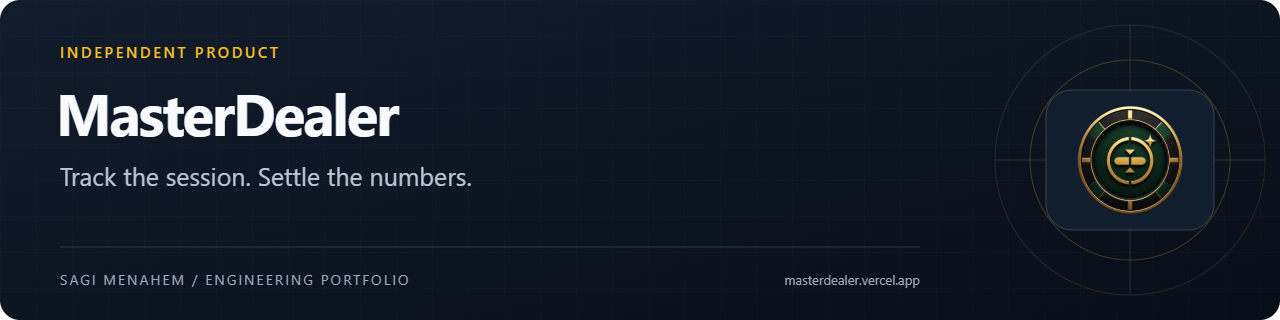 INDEPENDENT PRODUCT
MasterDealer
Track the session. Settle the numbers.
SAGI MENAHEM / ENGINEERING PORTFOLIO
masterdealer.vercel.app